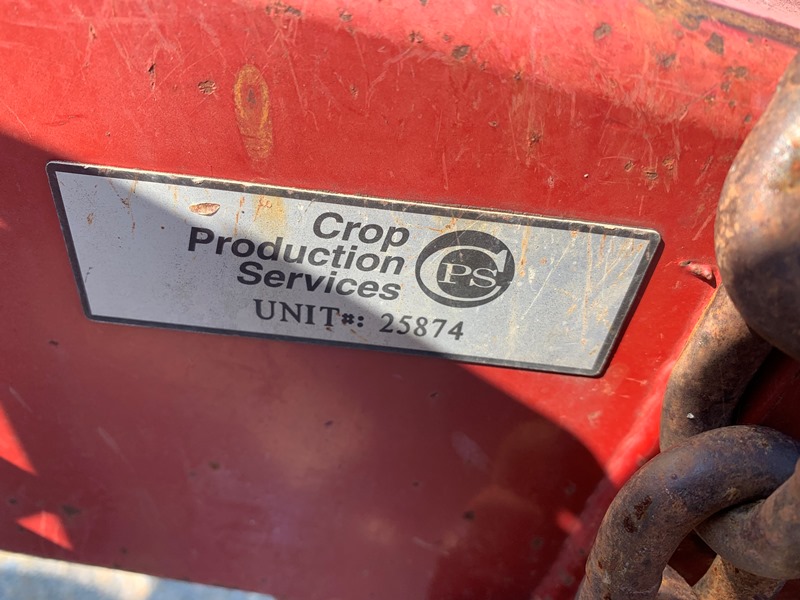 Crop
Production
Services
CPS
UNIT#: 25874